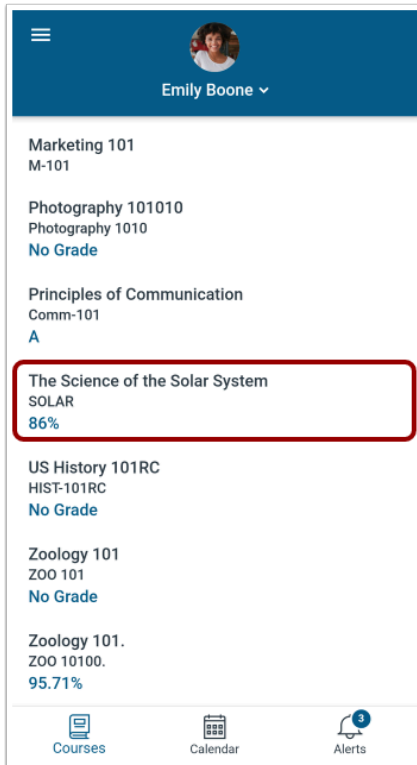 Emily Boone
Marketing 101
M-101
Photography 101010
Photography 1010
No Grade
Principles of Communication
Comm-101
A
The Science of the Solar System
SOLAR
86%
US History 101RC
HIST-101RC
No Grade
Zoology 101
ZOO 101
No Grade
Zoology 101.
ZOO 10100.
95.71%
3
Courses Calendar Alerts